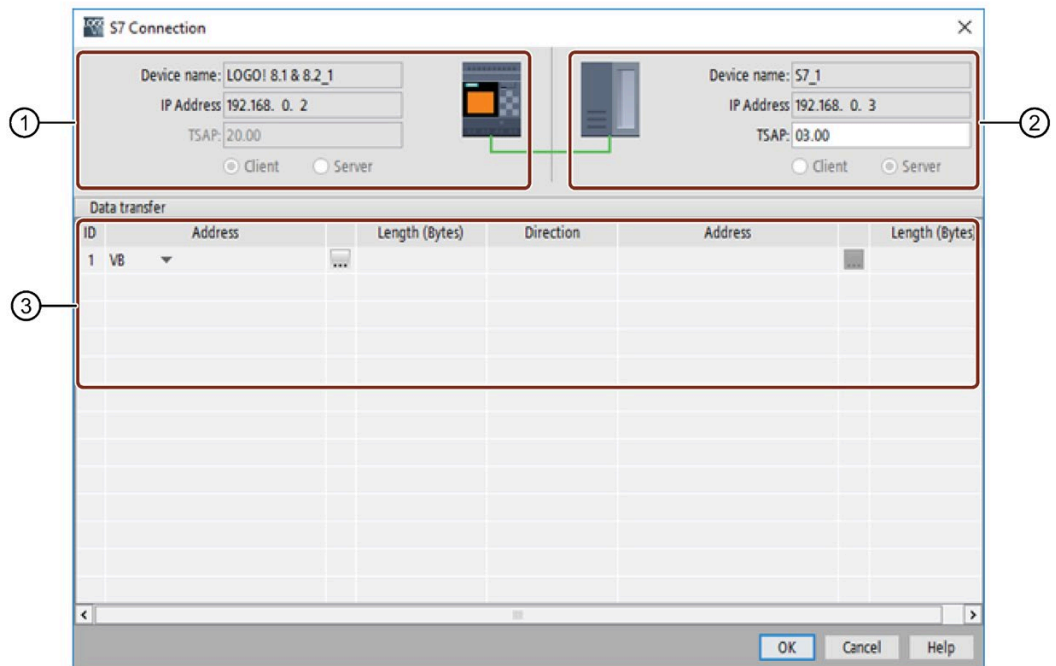 S7 Connection
Device name: LOGO! 8.1 & 8.2_1
IP Address 192.168. 0. 2
TSAP: 20.00
Client Server
Device name: S7_1
IP Address 192.168. 0. 3
TSAP: 03.00
Client Server
1
2
Data transfer
ID Address Length (Bytes) Direction Address Length (Bytes)
1 VB ... ...
3
OK Cancel Help